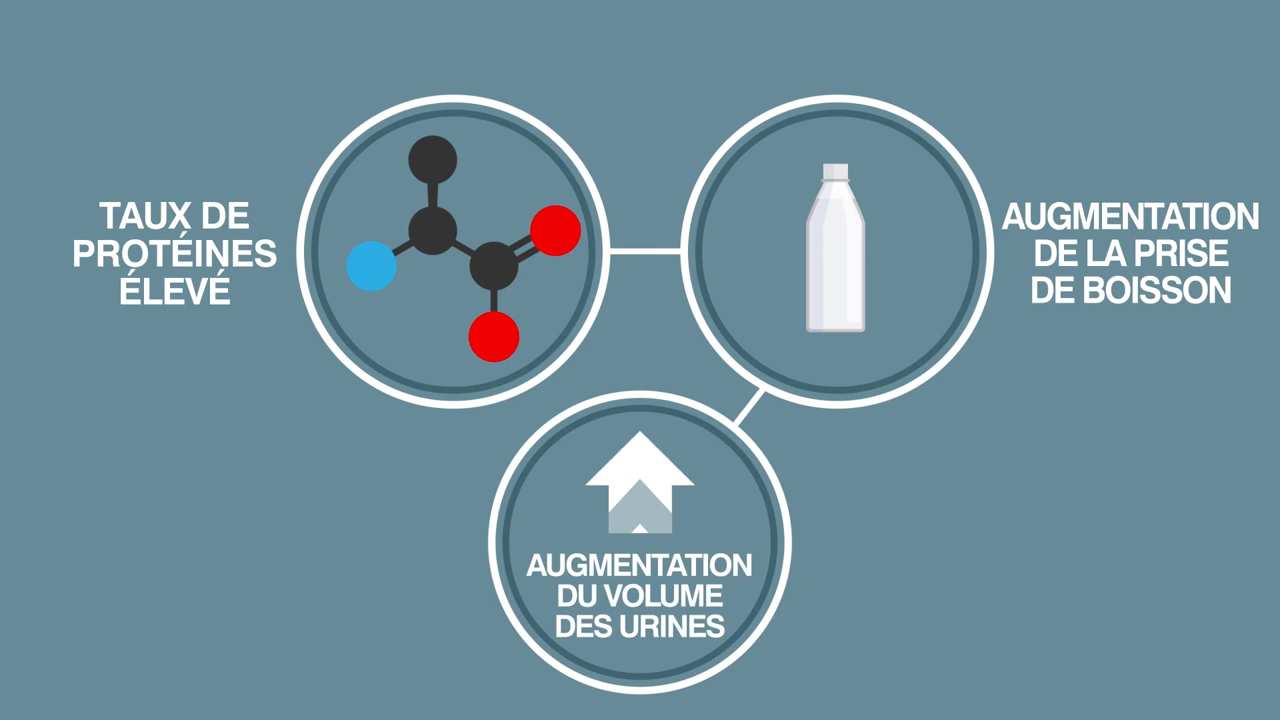 TAUX DE
PROTÉINES
ÉLEVÉ
AUGMENTATION
DE LA PRISE
DE BOISSON
AUGMENTATION
DU VOLUME
DES URINES